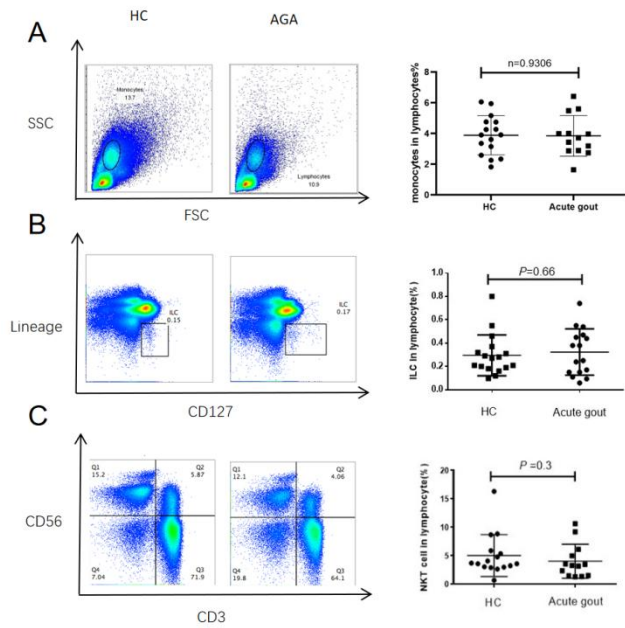 HC
AGA
A
SSC
Monocytes
13.7
Lymphocytes
10.9
FSC
n=0.9306
monocytes in lymphocytes%
8
6
4
2
0
HC
Acute gout
B
Lineage
ILC
0.15
ILC
0.17
CD127
P=0.66
ILC in lymphocyte(%)
1.0
0.8
0.6
0.4
0.2
0.0
HC
Acute gout
C
CD56
Q1
15.2
Q2
5.87
Q4
7.04
Q3
71.9
Q1
12.1
Q2
4.06
Q4
19.8
Q3
64.1
CD3
P =0.3
NKT cell in lymphocyte(%)
20
15
10
5
0
HC
Acute gout